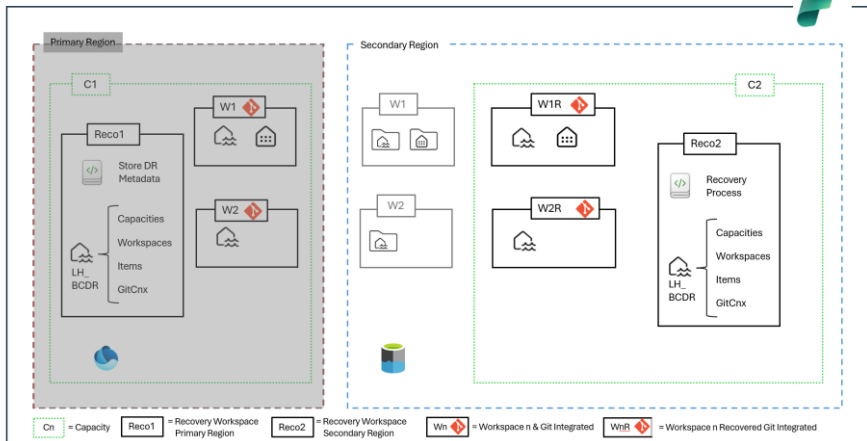 Primary Region
C1
W1
Reco1
Store DR
Metadata
W2
Capacities
Workspaces
Items
GitCnx
LH_
BCDR
Secondary Region
C2
W1
W1R
Reco2
Recovery
Process
W2
W2R
Capacities
Workspaces
Items
GitCnx
LH_
BCDR
Cn = Capacity
Reco1 = Recovery Workspace
Primary Region
Reco2 = Recovery Workspace
Secondary Region
Wn = Workspace n & Git Integrated
WnR = Workspace n Recovered Git Integrated